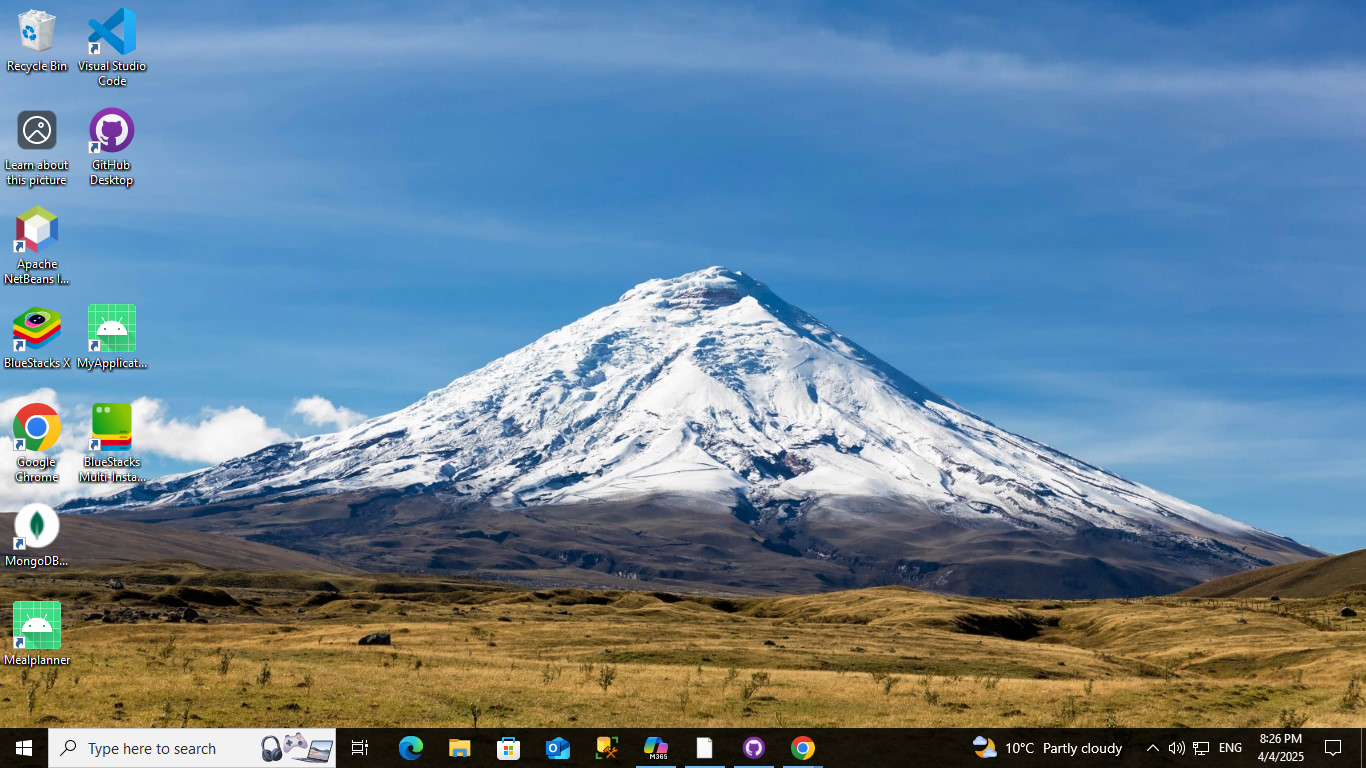 Recycle Bin
Visual Studio
Code
Learn about
this picture
GitHub
Desktop
Apache
NetBeans I...
BlueStacks X
MyApplicat...
Google
Chrome
BlueStacks
Multi-Insta...
MongoDB...
Mealplanner
Type here to search
M365
10°C Partly cloudy
ENG
8:26 PM
4/4/2025